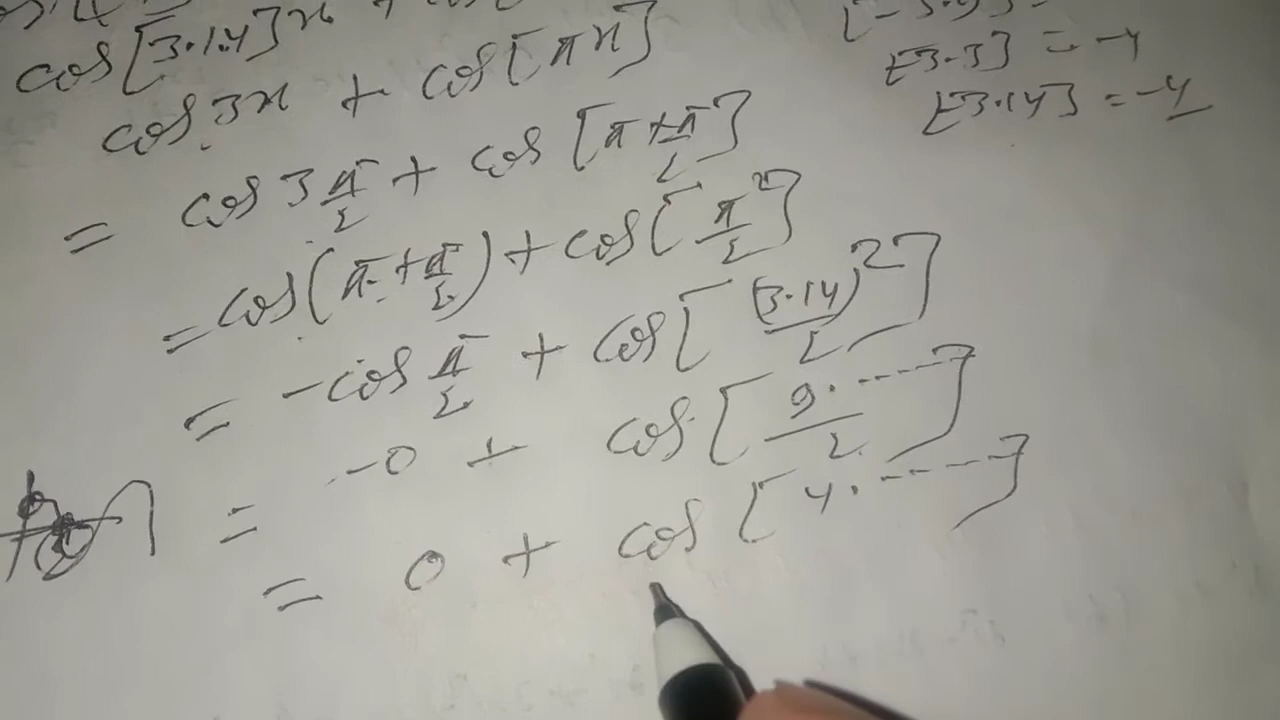 cos[3.14]x + cos
cos 3x + cos[πx]
= cos 3π/2 + cos[π+π/2]
= cos(π+π/2) + cos[π²/2]
= -cos π/2 + cos[(3.14)²/2]
= -0 + cos[9.-----/2]
= 0 + cos[4.-----]
[-3.3] = -4
[-3.14] = -4